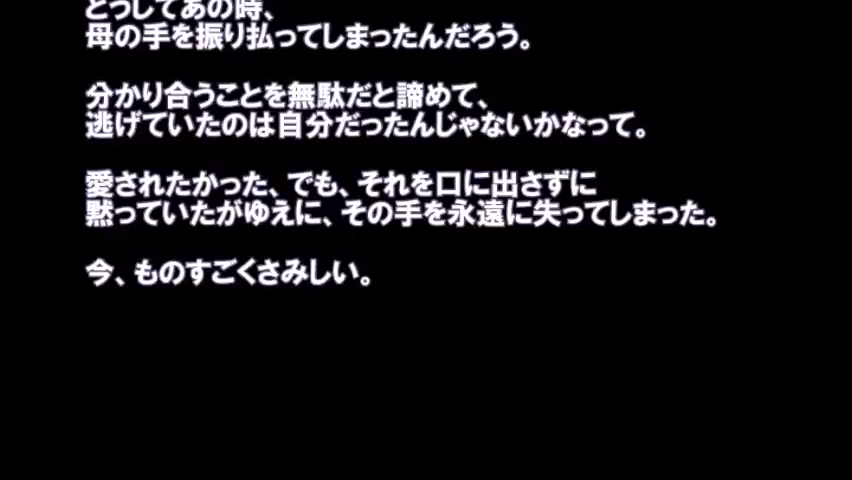 どうしてあの時、
母の手を振り払ってしまったんだろう。
分かり合うことを無駄だと諦めて、
逃げていたのは自分だったんじゃないかなって。
愛されたかった、でも、それを口に出さずに
黙っていたがゆえに、その手を永遠に失ってしまった。
今、ものすごくさみしい。